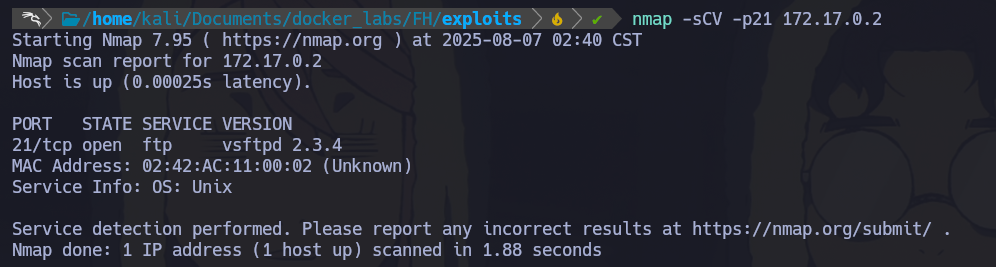 /home/kali/Documents/docker_labs/FH/exploits ✔ nmap -sCV -p21 172.17.0.2
Starting Nmap 7.95 ( https://nmap.org ) at 2025-08-07 02:40 CST
Nmap scan report for 172.17.0.2
Host is up (0.00025s latency).
PORT   STATE SERVICE VERSION
21/tcp open  ftp     vsftpd 2.3.4
MAC Address: 02:42:AC:11:00:02 (Unknown)
Service Info: OS: Unix
Service detection performed. Please report any incorrect results at https://nmap.org/submit/ .
Nmap done: 1 IP address (1 host up) scanned in 1.88 seconds